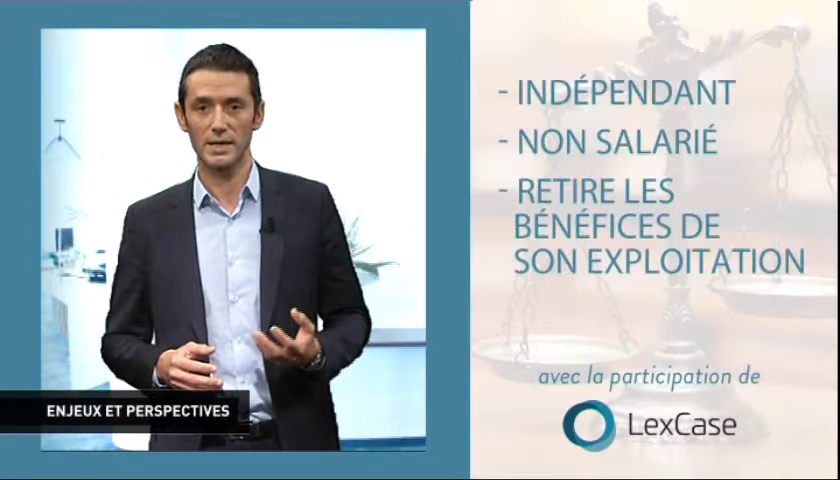 - INDÉPENDANT
- NON SALARIÉ
- RETIRE LES
BÉNÉFICES DE
SON EXPLOITATION
avec la participation de
LexCase
ENJEUX ET PERSPECTIVES